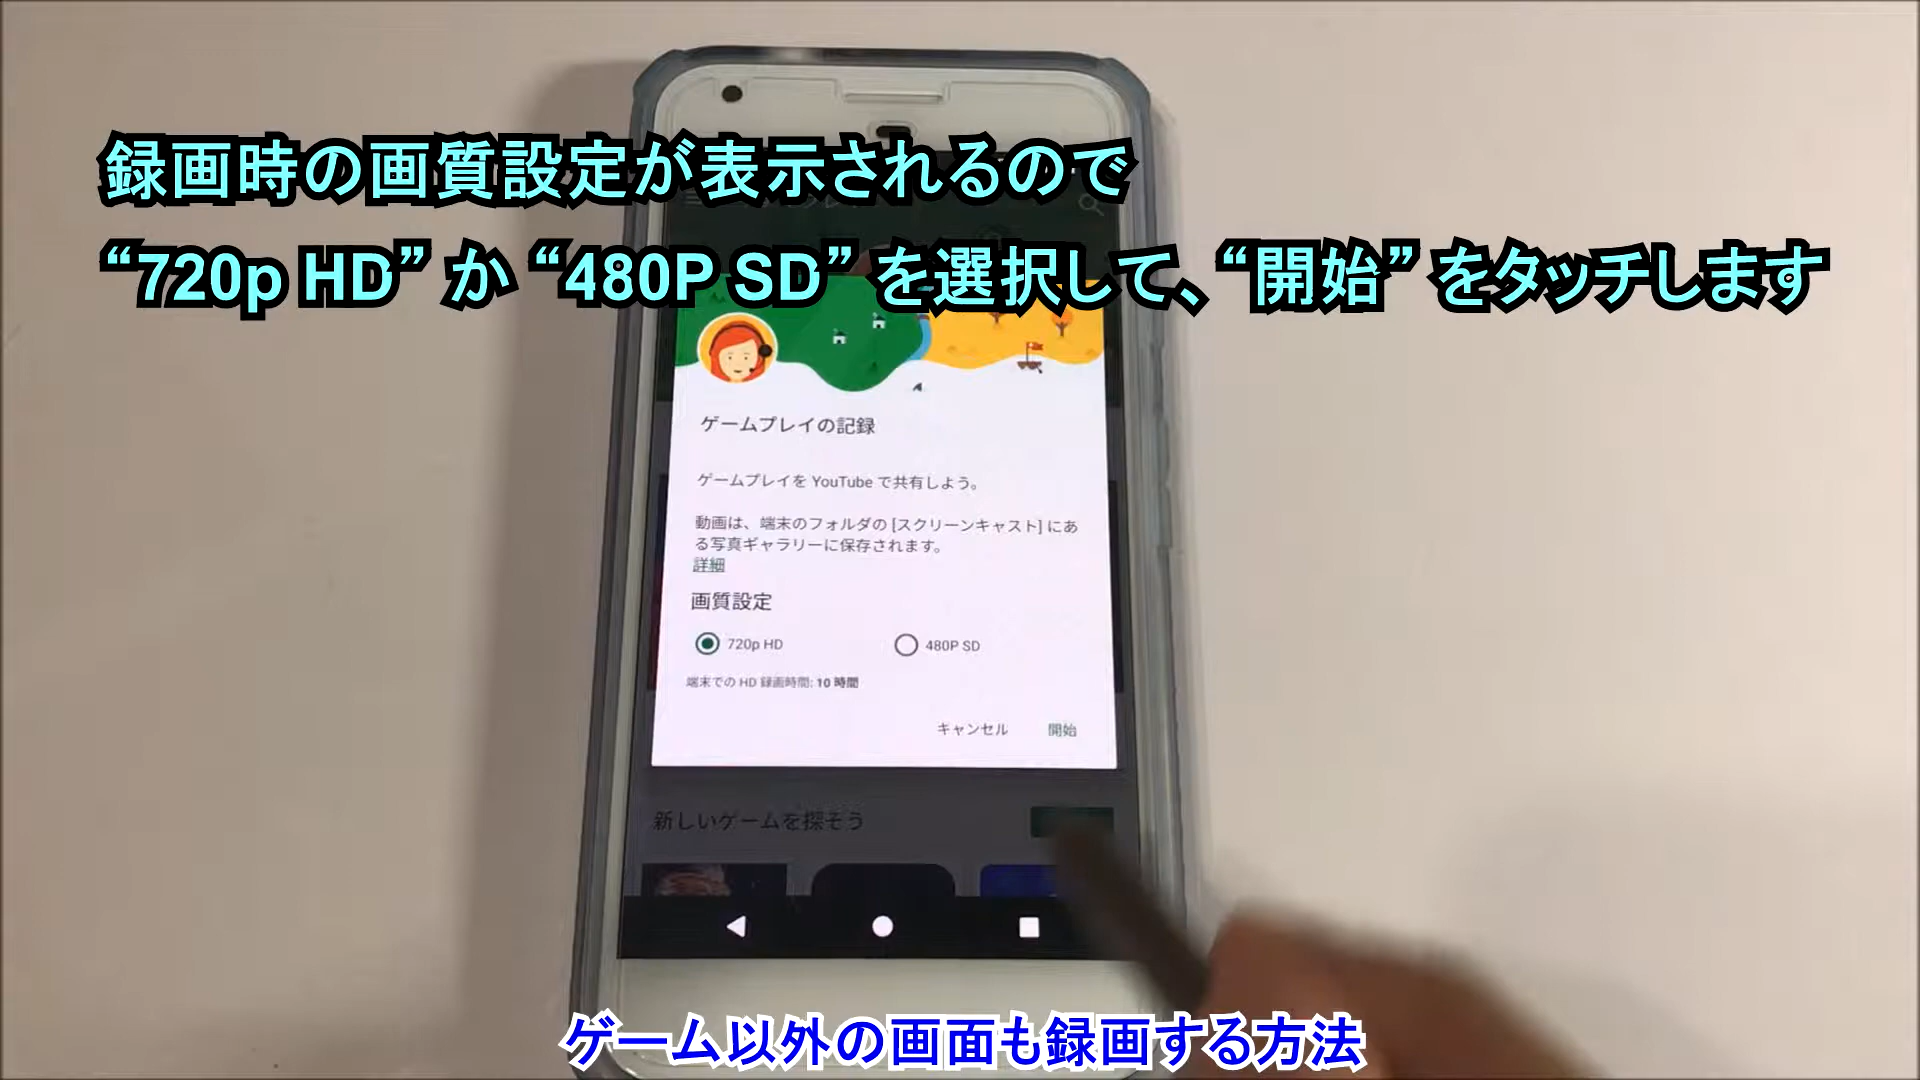 録画時の画質設定が表示されるので
“720p HD” か “480P SD” を選択して、“開始” をタッチします
ゲームプレイの記録
ゲームプレイを YouTube で共有しよう。
動画は、端末のフォルダの [スクリーンキャスト] にあ
る写真ギャラリーに保存されます。
詳細
画質設定
720p HD
480P SD
端末での HD 録画時間: 10 時間
キャンセル
開始
新しいゲームを探そう
ゲーム以外の画面も録画する方法